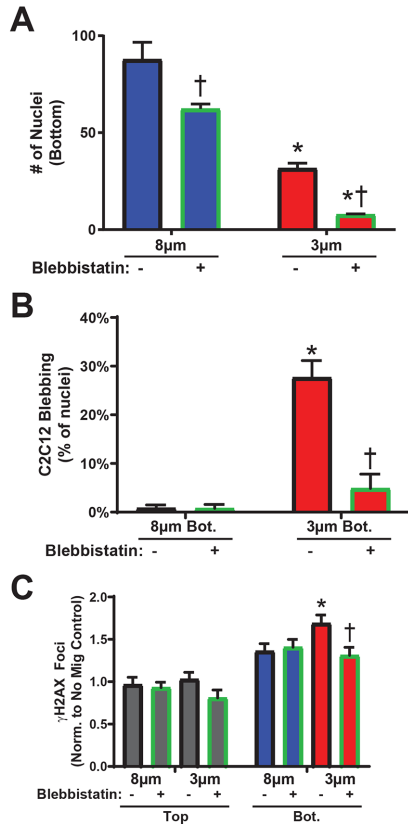 A
# of Nuclei
(Bottom)
100
50
0
†
*
*†
8µm
3µm
Blebbistatin: - + - +
B
C2C12 Blebbing
(% of nuclei)
40%
30%
20%
10%
0%
*
†
8µm Bot.
3µm Bot.
Blebbistatin: - + - +
C
γH2AX Foci
(Norm. to No Mig Control)
2.0
1.5
1.0
0.5
0.0
*
†
8µm 3µm 8µm 3µm
Blebbistatin: - + - + - + - +
Top Bot.